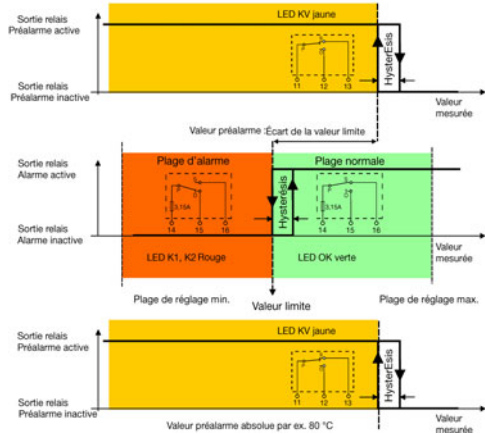 Sortie relais
Préalarme active
LED KV jaune
HysterEsis
11 12 13
Sortie relais
Préalarme inactive
Valeur
mesurée
Valeur préalarme :Écart de la valeur limite
Sortie relais
Alarme active
Plage d'alarme
Plage normale
Hystérésis
3,15A
3,15A
14 15 16
14 15 16
Sortie relais
Alarme inactive
LED K1, K2 Rouge
LED OK verte
Valeur
mesurée
Plage de réglage min.
Valeur limite
Plage de réglage max.
Sortie relais
Préalarme active
LED KV jaune
HysterEsis
11 12 13
Sortie relais
Préalarme inactive
Valeur
mesurée
Valeur préalarme absolue par ex. 80 °C